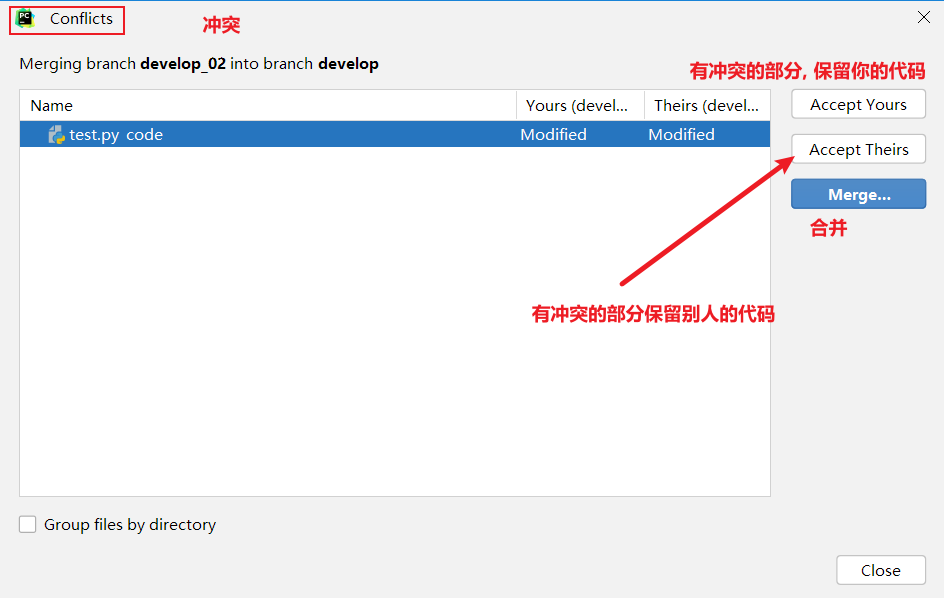 Conflicts
冲突
Merging branch develop_02 into branch develop
有冲突的部分, 保留你的代码
Name Yours (devel... Theirs (devel...
Accept Yours
test.py code Modified Modified
Accept Theirs
Merge...
合并
有冲突的部分保留别人的代码
Group files by directory
Close